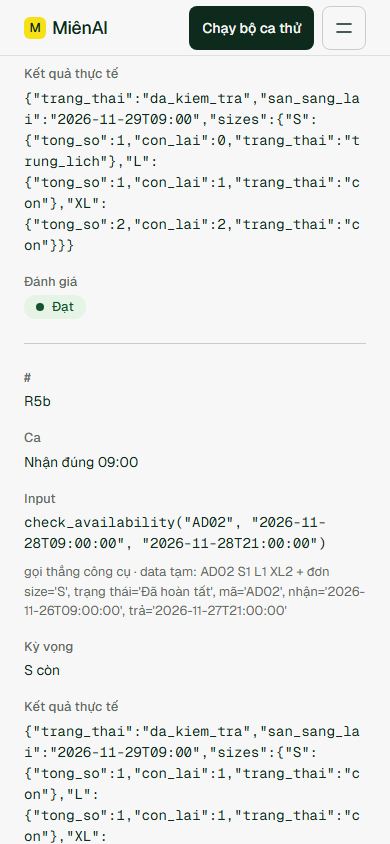 M MiênAI
Chạy bộ ca thử
Kết quả thực tế
{"trang_thai":"da_kiem_tra","san_sang_la
i":"2026-11-29T09:00","sizes":{"S":
{"tong_so":1,"con_lai":0,"trang_thai":"t
rung_lich"},"L":
{"tong_so":1,"con_lai":1,"trang_thai":"c
on"},"XL":
{"tong_so":2,"con_lai":2,"trang_thai":"c
on"}}}
Đánh giá
Đạt
#
R5b
Ca
Nhận đúng 09:00
Input
check_availability("AD02", "2026-11-
28T09:00:00", "2026-11-28T21:00:00")
gọi thẳng công cụ · data tạm: AD02 S1 L1 XL2 + đơn
size='S', trạng thái='Đã hoàn tất', mã='AD02', nhận='2026-
11-26T09:00:00', trả='2026-11-27T21:00:00'
Kỳ vọng
S còn
Kết quả thực tế
{"trang_thai":"da_kiem_tra","san_sang_la
i":"2026-11-29T09:00","sizes":{"S":
{"tong_so":1,"con_lai":1,"trang_thai":"c
on"},"L":
{"tong_so":1,"con_lai":1,"trang_thai":"c
on"},"XL":